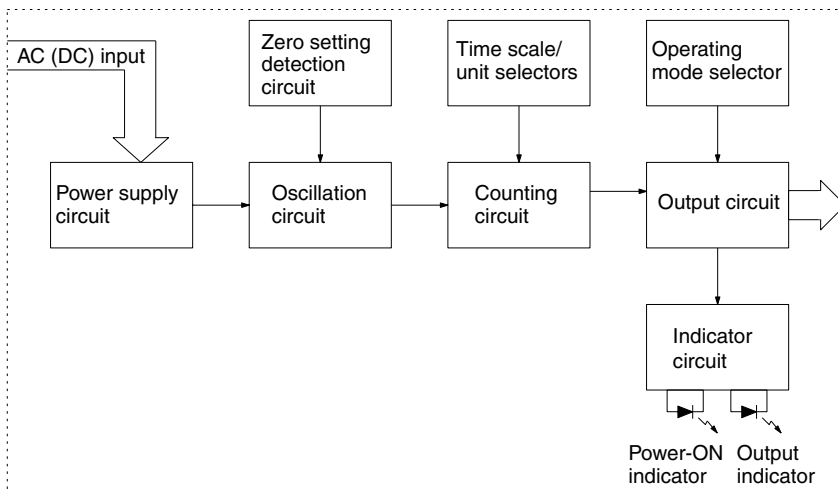 AC (DC) input
Zero setting
detection
circuit
Time scale/
unit selectors
Operating
mode selector
Power supply
circuit
Oscillation
circuit
Counting
circuit
Output circuit
Indicator
circuit
Power-ON
indicator
Output
indicator